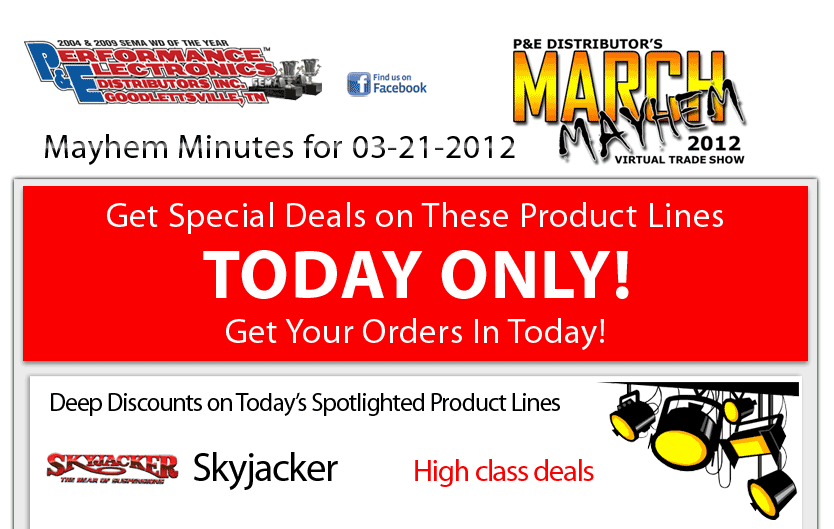 2004 & 2009 SEMA WD OF THE YEAR
PERFORMANCE
P&E ELECTRONICS
DISTRIBUTORS INC.
GOODLETTSVILLE, TN
Find us on
Facebook
P&E DISTRIBUTOR'S
MARCH
MAYHEM
2012
VIRTUAL TRADE SHOW
Mayhem Minutes for 03-21-2012
Get Special Deals on These Product Lines
TODAY ONLY!
Get Your Orders In Today!
Deep Discounts on Today's Spotlighted Product Lines
SKYJACKER
THE BEAR OF SUSPENSIONS
Skyjacker
High class deals